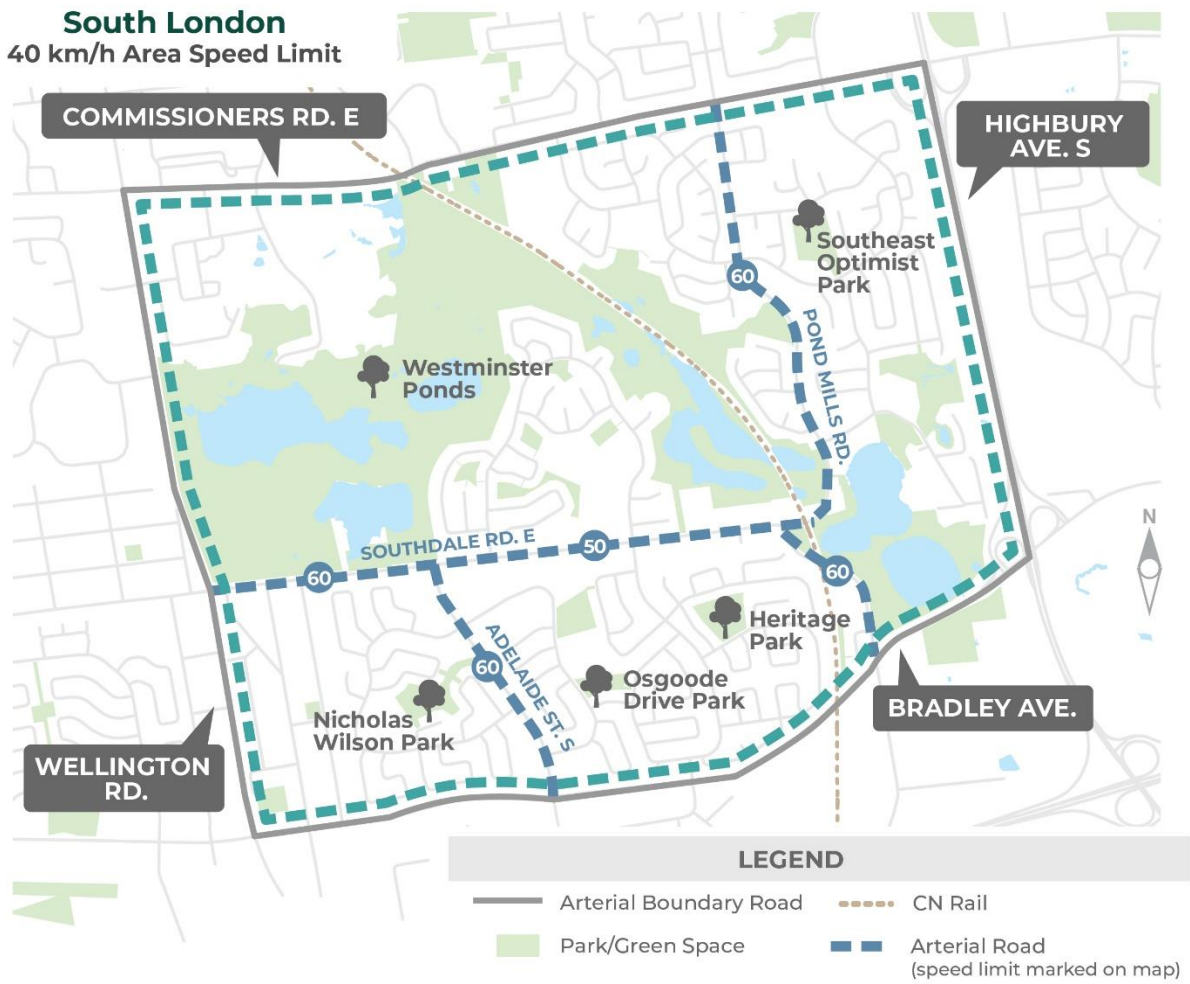 South London
40 km/h Area Speed Limit
COMMISSIONERS RD. E
HIGHBURY
AVE. S
Southeast
Optimist
Park
60
POND MILLS RD.
Westminster
Ponds
N
SOUTHDALE RD. E
50
60
60
Heritage
Park
ADELAIDE ST. S
60
Osgoode
Drive Park
Nicholas
Wilson Park
BRADLEY AVE.
WELLINGTON
RD.
LEGEND
Arterial Boundary Road
CN Rail
Park/Green Space
Arterial Road
(speed limit marked on map)